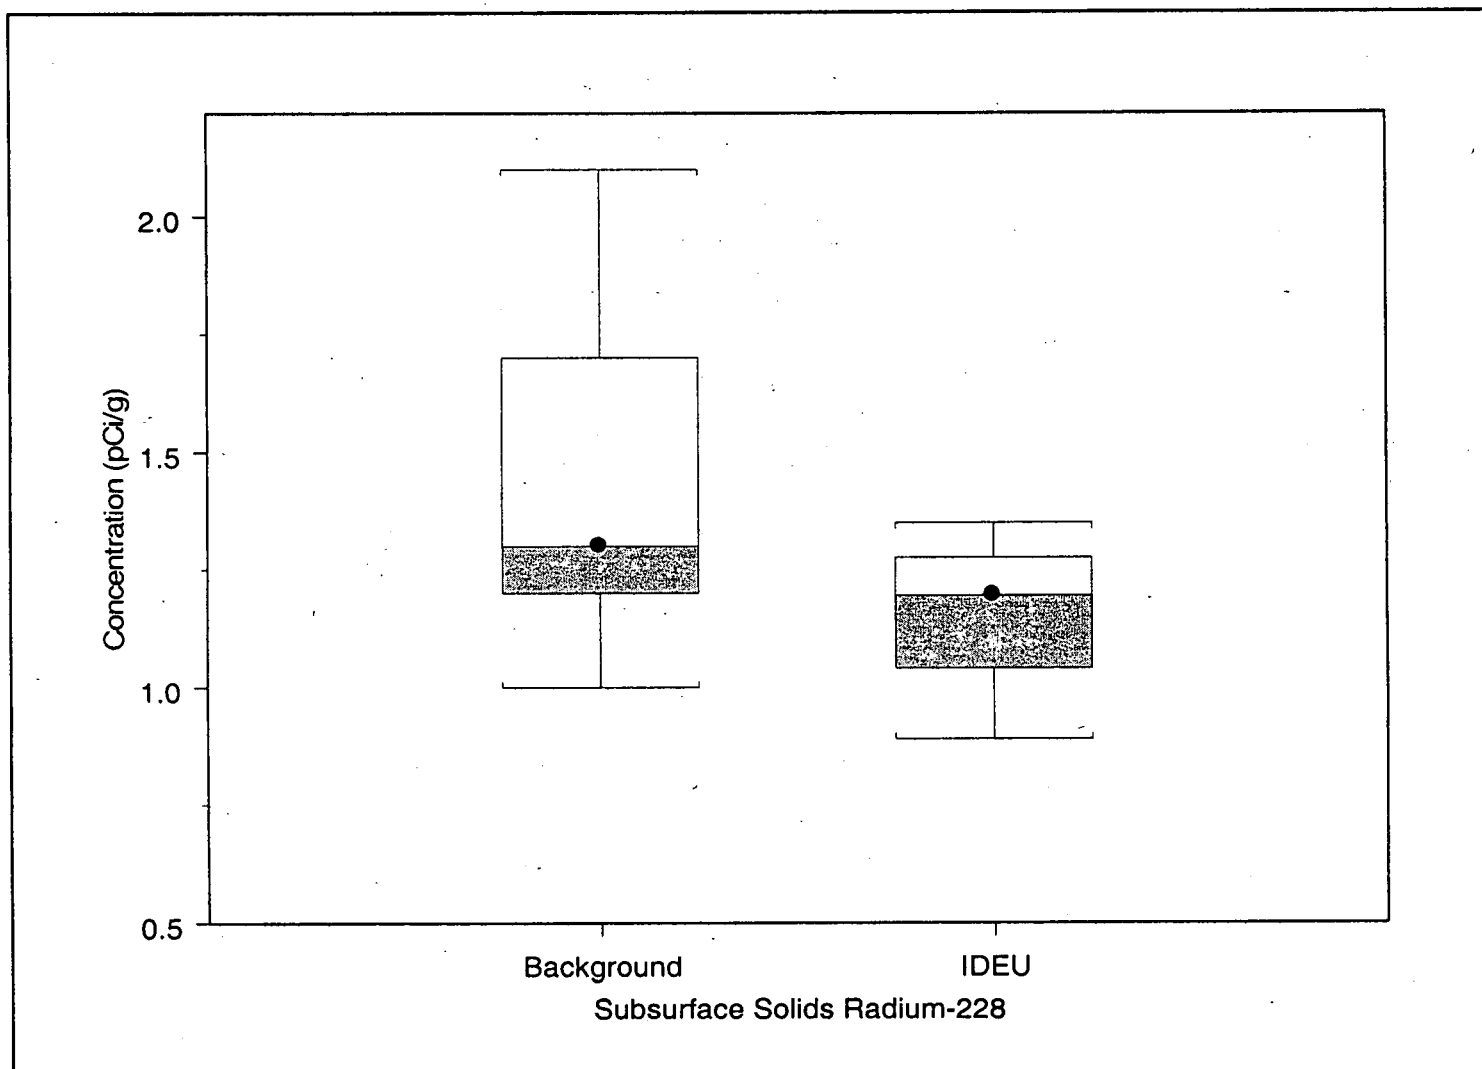 2.0
1.5
1.0
0.5
Concentration (pCi/g)
Background
IDEU
Subsurface Solids Radium-228